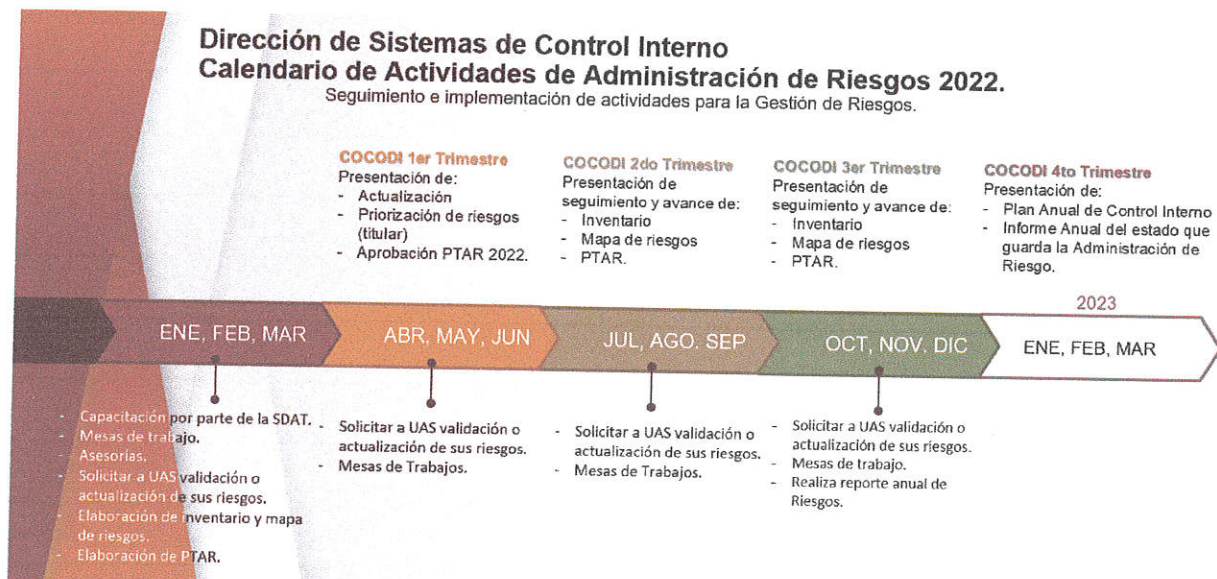 Dirección de Sistemas de Control Interno
Calendario de Actividades de Administración de Riesgos 2022.
Seguimiento e implementación de actividades para la Gestión de Riesgos.
COCODI 1er Trimestre
Presentación de:
- Actualización
- Priorización de riesgos
(títular)
- Aprobación PTAR 2022.
COCODI 2do Trimestre
Presentación de
seguimiento y avance de:
- Inventario
- Mapa de riesgos
- PTAR.
COCODI 3er Trimestre
Presentación de
seguimiento y avance de:
- Inventario
- Mapa de riesgos
- PTAR.
COCODI 4to Trimestre
Presentación de:
- Plan Anual de Control Interno
- Informe Anual del estado que
guarda la Administración de
Riesgo.
2023
ENE, FEB, MAR
ABR, MAY, JUN
JUL, AGO. SEP
OCT, NOV. DIC
ENE, FEB, MAR
- Capacitación por parte de la SDAT.
- Mesas de trabajo.
- Asesorias.
- Solicitar a UAS validación o
actualización de sus riesgos.
- Elaboración de inventario y mapa
de riesgos.
- Elaboración de PTAR.
- Solicitar a UAS validación o
actualización de sus riesgos.
- Mesas de Trabajos.
- Solicitar a UAS validación o
actualización de sus riesgos.
- Mesas de Trabajos.
- Solicitar a UAS validación o
actualización de sus riesgos.
- Mesas de trabajo.
- Realiza reporte anual de
Riesgos.